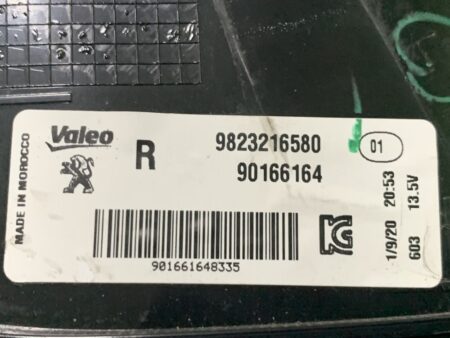 MADE IN MOROCCO
Valeo
R
9823216580
90166164
01
901661648335
1/9/20 20:53
603 13.5V